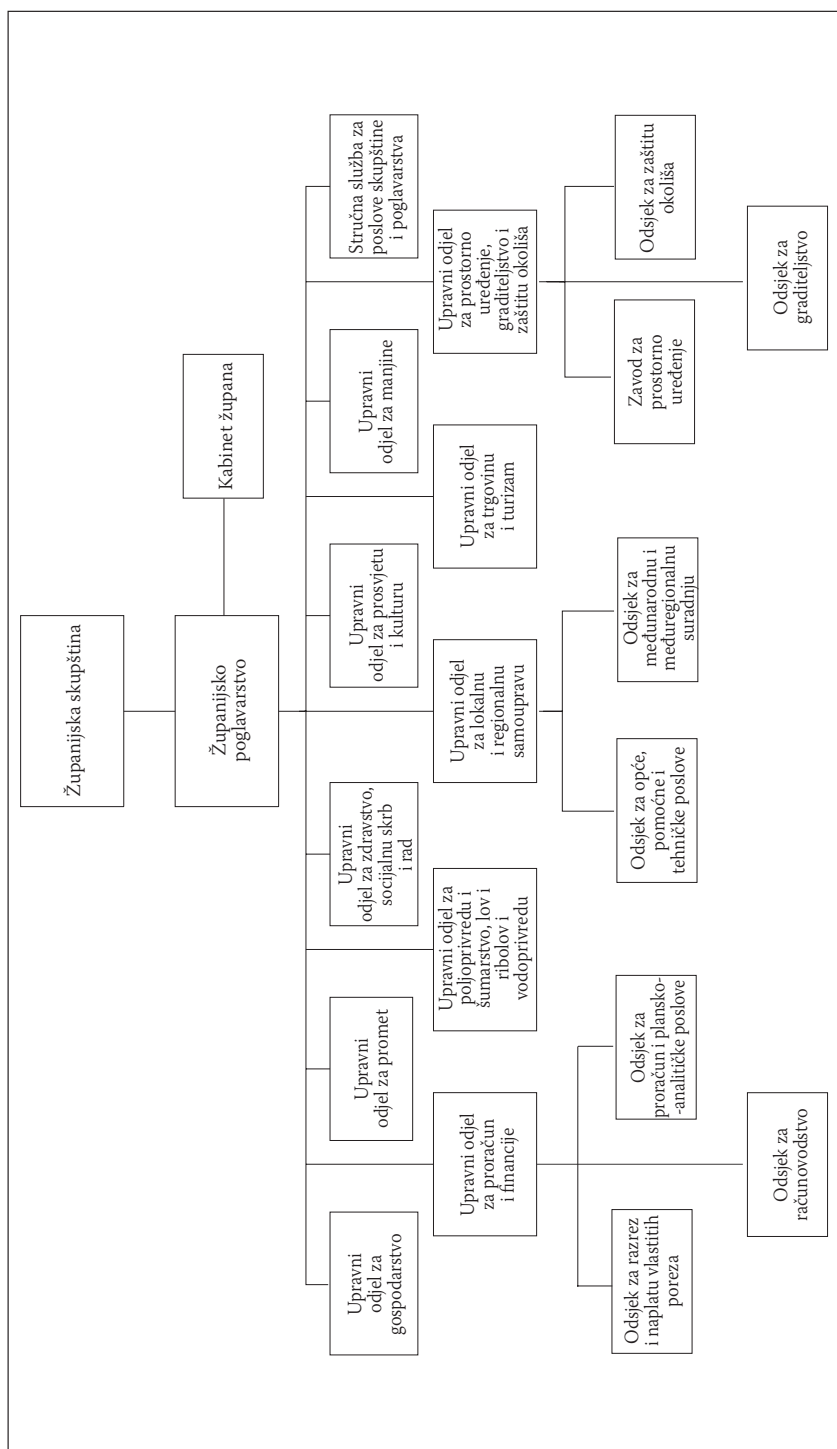 Županijska skupština
Županijsko
poglavarstvo
Kabinet župana
Upravni
odjel za
gospodarstvo
Upravni
odjel za promet
Upravni
odjel za zdravstvo,
socijalnu skrb
i rad
Upravni
odjel za prosvjetu
i kulturu
Upravni
odjel za manjine
Stručna služba za
poslove skupštine
i poglavarstva
Upravni odjel
za proračun
i financije
Upravni odjel za
poljoprivredu i
šumarstvo, lov i
ribolov i
vodoprivredu
Upravni odjel
za lokalnu
i regionalnu
samoupravu
Upravni odjel
za trgovinu
i turizam
Upravni odjel
za prostorno
uređenje,
graditeljstvo i
zaštitu okoliša
Odsjek za razrez
i naplatu vlastitih
poreza
Odsjek za
proračun i plansko-
-analitičke poslove
Odsjek za opće,
pomoćne i
tehničke poslove
Odsjek za
međunarodnu i
međuregionalnu
suradnju
Zavod za
prostorno
uređenje
Odsjek za zaštitu
okoliša
Odsjek za
računovodstvo
Odsjek za
graditeljstvo